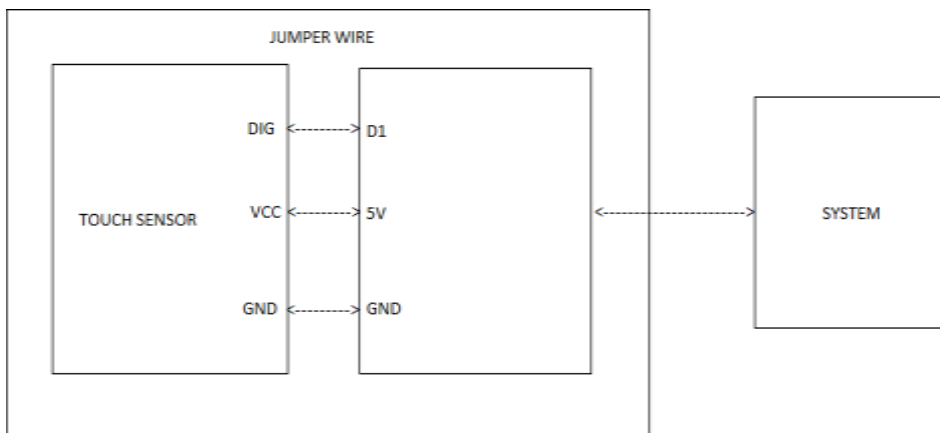 JUMPER WIRE
DIG <--------> D1
TOUCH SENSOR
VCC <--------> 5V
GND <--------> GND
<---------------->
SYSTEM